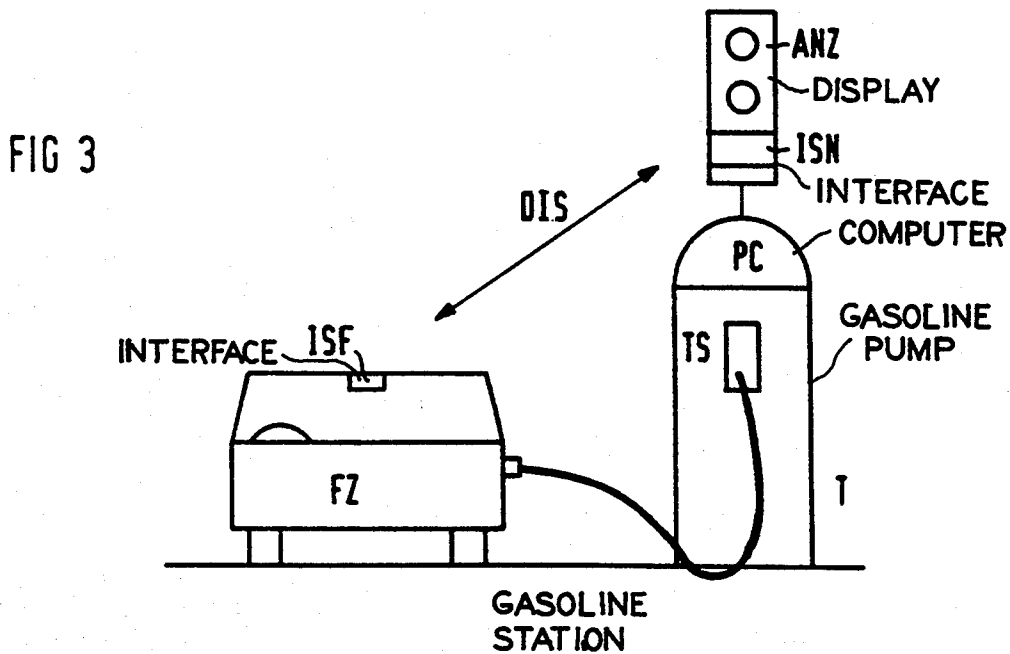 FIG 3
ANZ
DISPLAY
ISN
INTERFACE
COMPUTER
DIS
PC
GASOLINE
PUMP
TS
INTERFACE ISF
FZ
T
GASOLINE
STATION